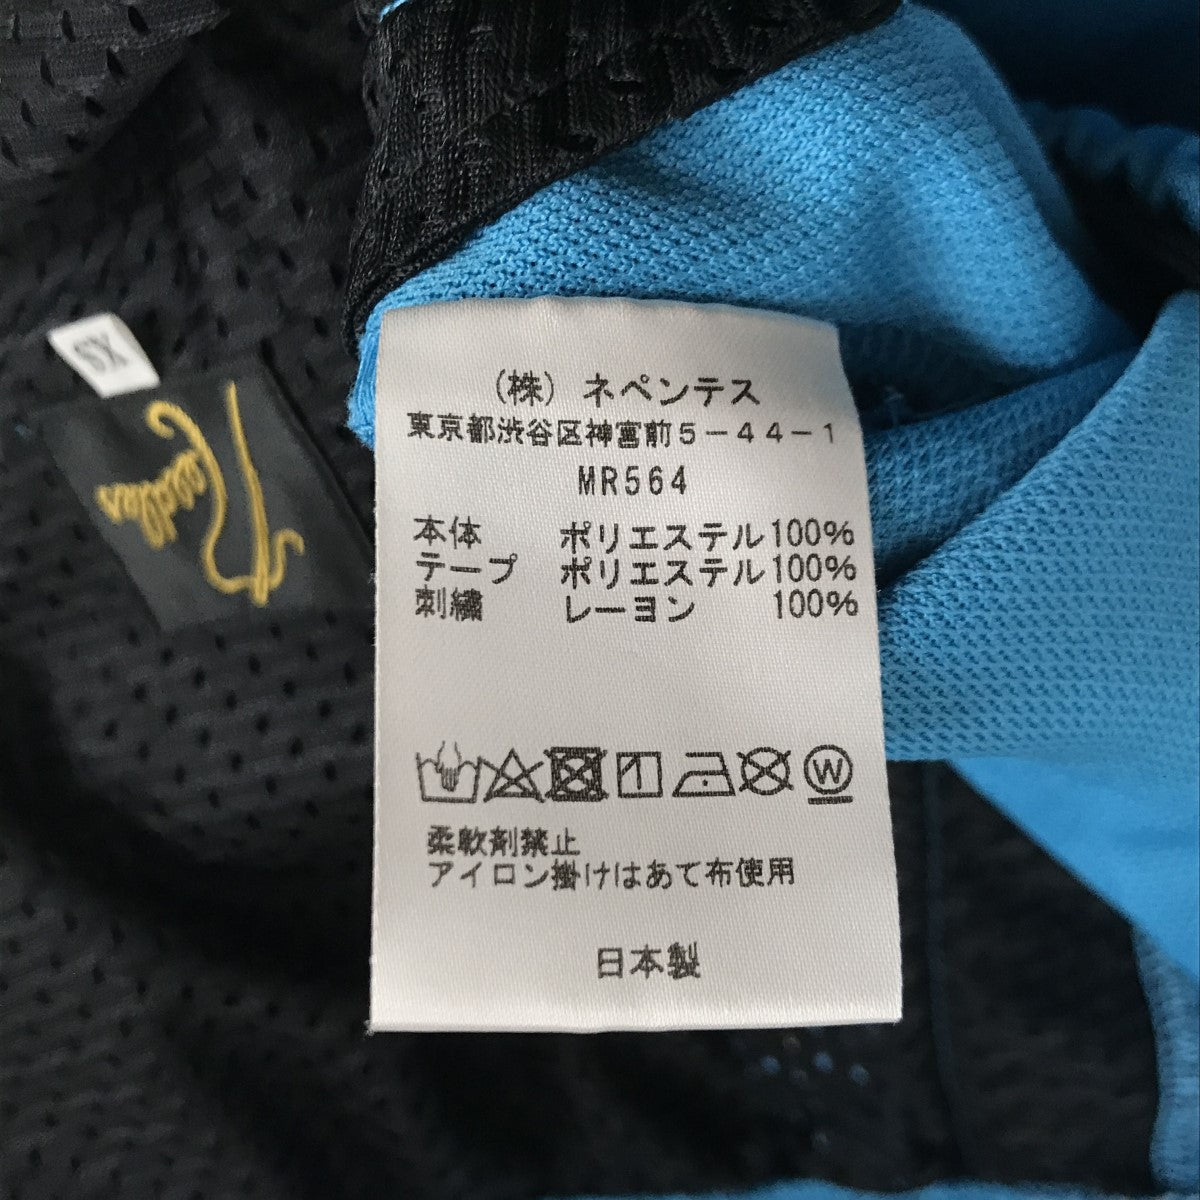 XS
Needles
(株) ネペンテス
東京都渋谷区神宮前5-44-1
MR564
本体 ポリエステル100%
テープ ポリエステル100%
刺繍 レーヨン 100%
W
柔軟剤禁止
アイロン掛けはあて布使用
日本製